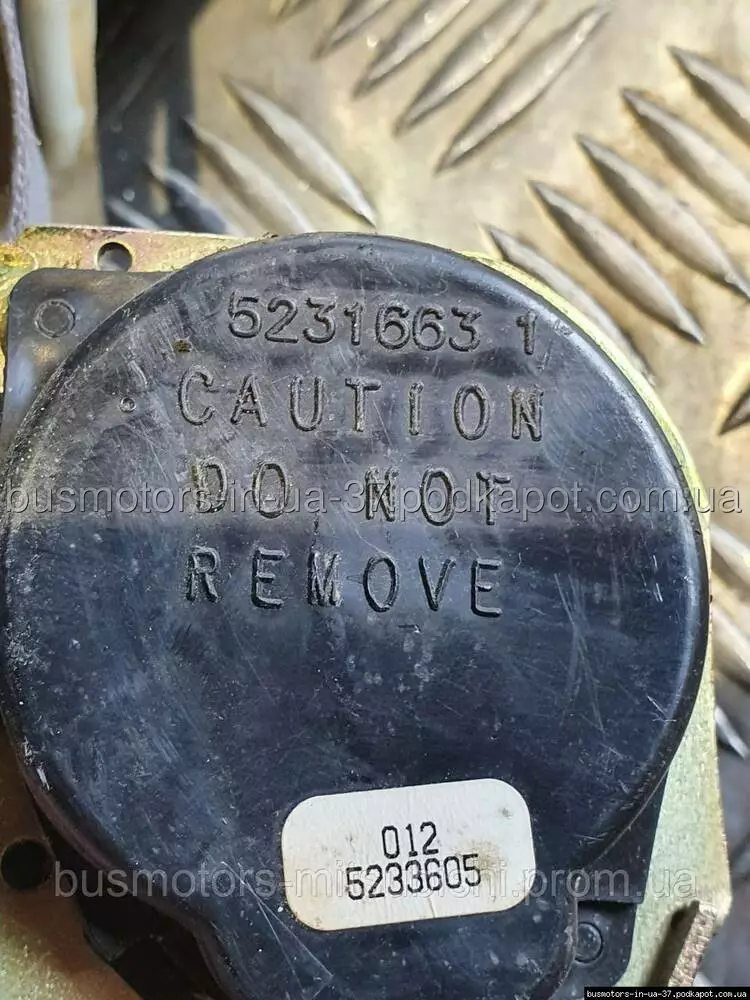 5231663 1
CAUTION
DO NOT
REMOVE
busmotors-in-ua-37.podkapot.com.ua
012
5233605
busmotors-mitsubishi.prom.ua
busmotors-in-ua-37.podkapot.com.ua